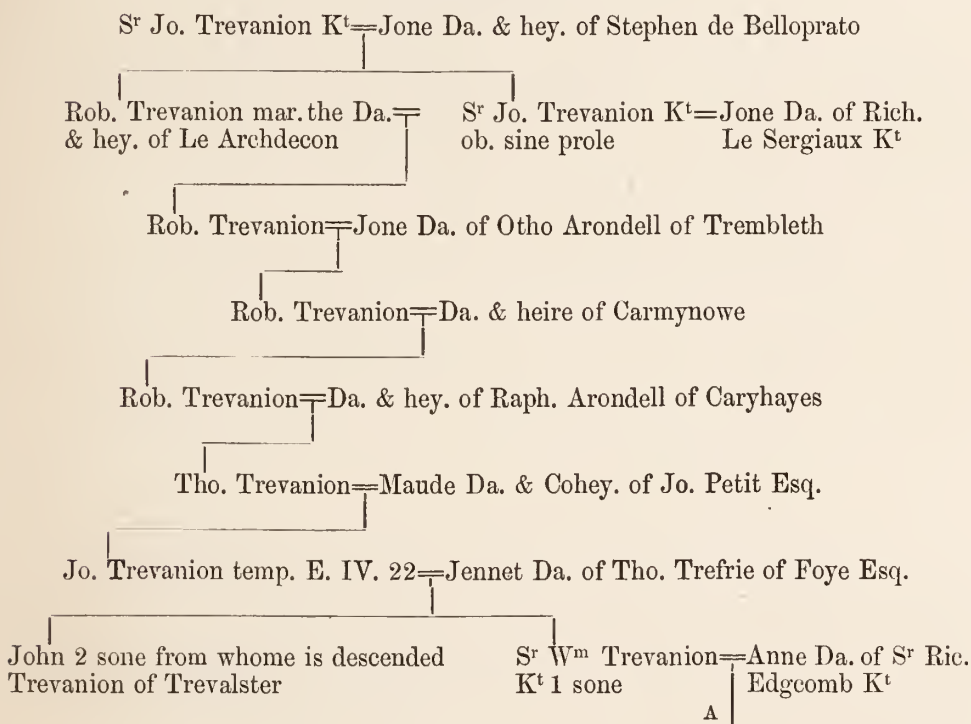 Sʳ Jo. Trevanion Kᵗ=Jone Da. & hey. of Stephen de Belloprato
Rob. Trevanion mar. the Da.=
& hey. of Le Archdecon
Sʳ Jo. Trevanion Kᵗ=Jone Da. of Rich.
ob. sine prole Le Sergiaux Kᵗ
Rob. Trevanion=Jone Da. of Otho Arondell of Trembleth
Rob. Trevanion=Da. & heire of Carmynowe
Rob. Trevanion=Da. & hey. of Raph. Arondell of Caryhayes
Tho. Trevanion=Maude Da. & Cohey. of Jo. Petit Esq.
Jo. Trevanion temp. E. IV. 22=Jennet Da. of Tho. Trefrie of Foye Esq.
John 2 sone from whome is descended
Trevanion of Trevalster
Sʳ Wᵐ Trevanion=Anne Da. of Sʳ Ric.
Kᵗ 1 sone Edgcomb Kᵗ
A